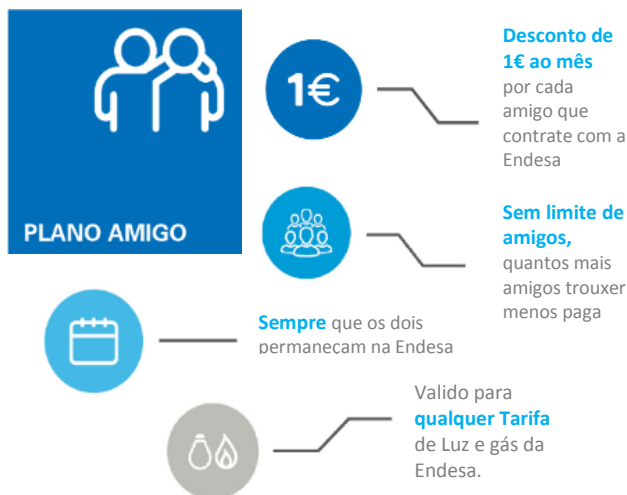 PLANO AMIGO
1€
Desconto de
1€ ao mês
por cada
amigo que
contrate com a
Endesa
Sem limite de
amigos,
quantos mais
amigos trouxer
menos paga
Sempre que os dois
permaneçam na Endesa
Valido para
qualquer Tarifa
de Luz e gás da
Endesa.